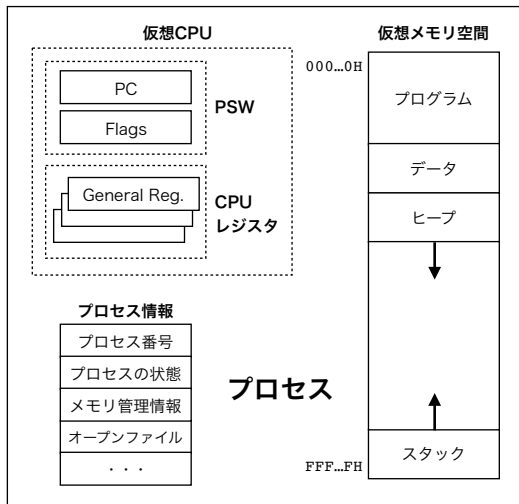 仮想CPU
PC
Flags
PSW
General Reg.
CPU
レジスタ
プロセス情報
プロセス番号
プロセスの状態
メモリ管理情報
オープンファイル
・・・
プロセス
仮想メモリ空間
000…0H
プログラム
データ
ヒープ
スタック
FFF…FH